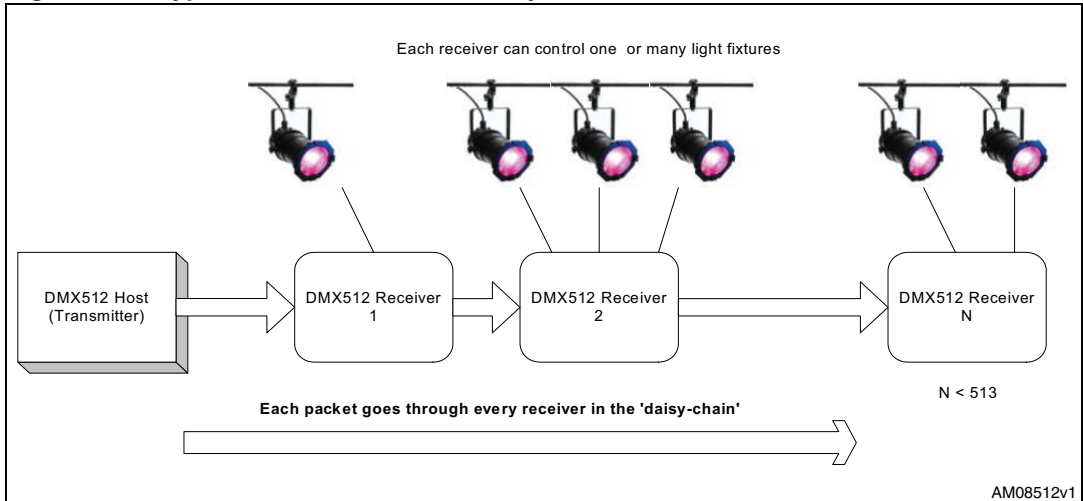 Each receiver can control one or many light fixtures
DMX512 Host
(Transmitter)
DMX512 Receiver
1
DMX512 Receiver
2
DMX512 Receiver
N
N < 513
Each packet goes through every receiver in the 'daisy-chain'
AM08512v1